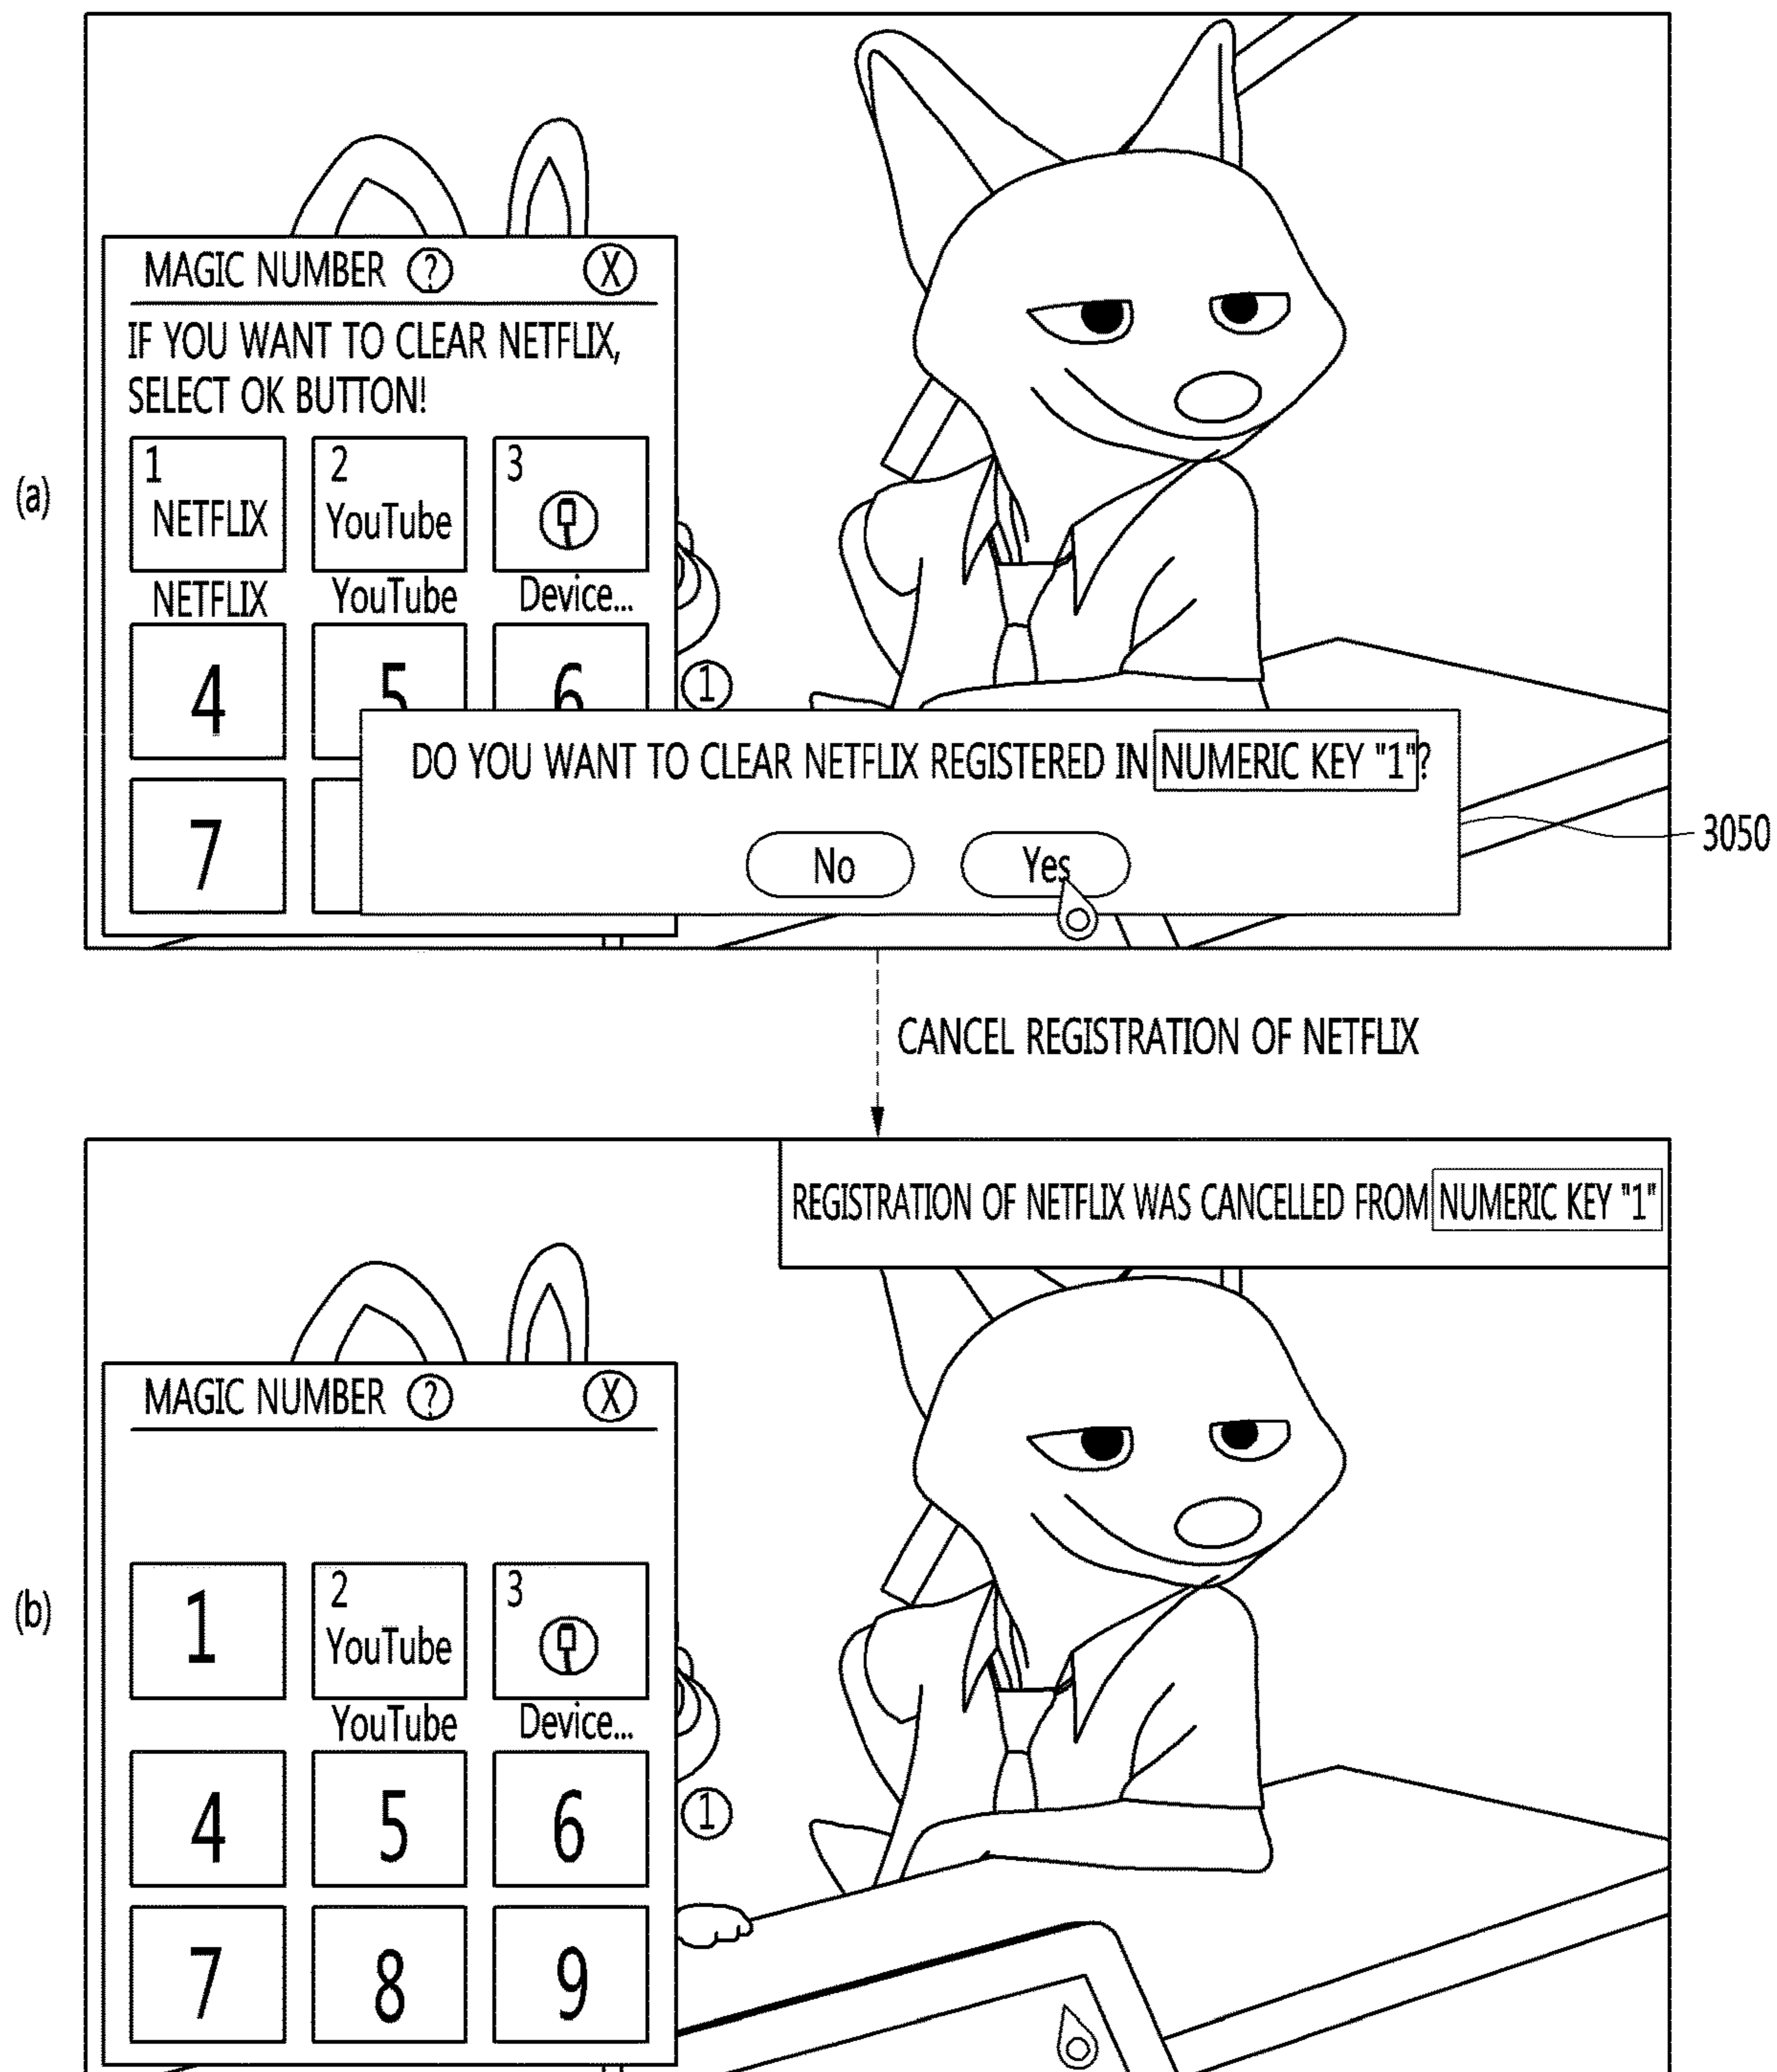 (a)
MAGIC NUMBER ? X
IF YOU WANT TO CLEAR NETFLIX,
SELECT OK BUTTON!
1 2 3
NETFLIX YouTube
NETFLIX YouTube Device...
4 5 6
1
7
DO YOU WANT TO CLEAR NETFLIX REGISTERED IN NUMERIC KEY "1"?
No Yes
3050
CANCEL REGISTRATION OF NETFLIX
(b)
REGISTRATION OF NETFLIX WAS CANCELLED FROM NUMERIC KEY "1"
MAGIC NUMBER ? X
1 2 3
YouTube
YouTube Device...
4 5 6
1
7 8 9